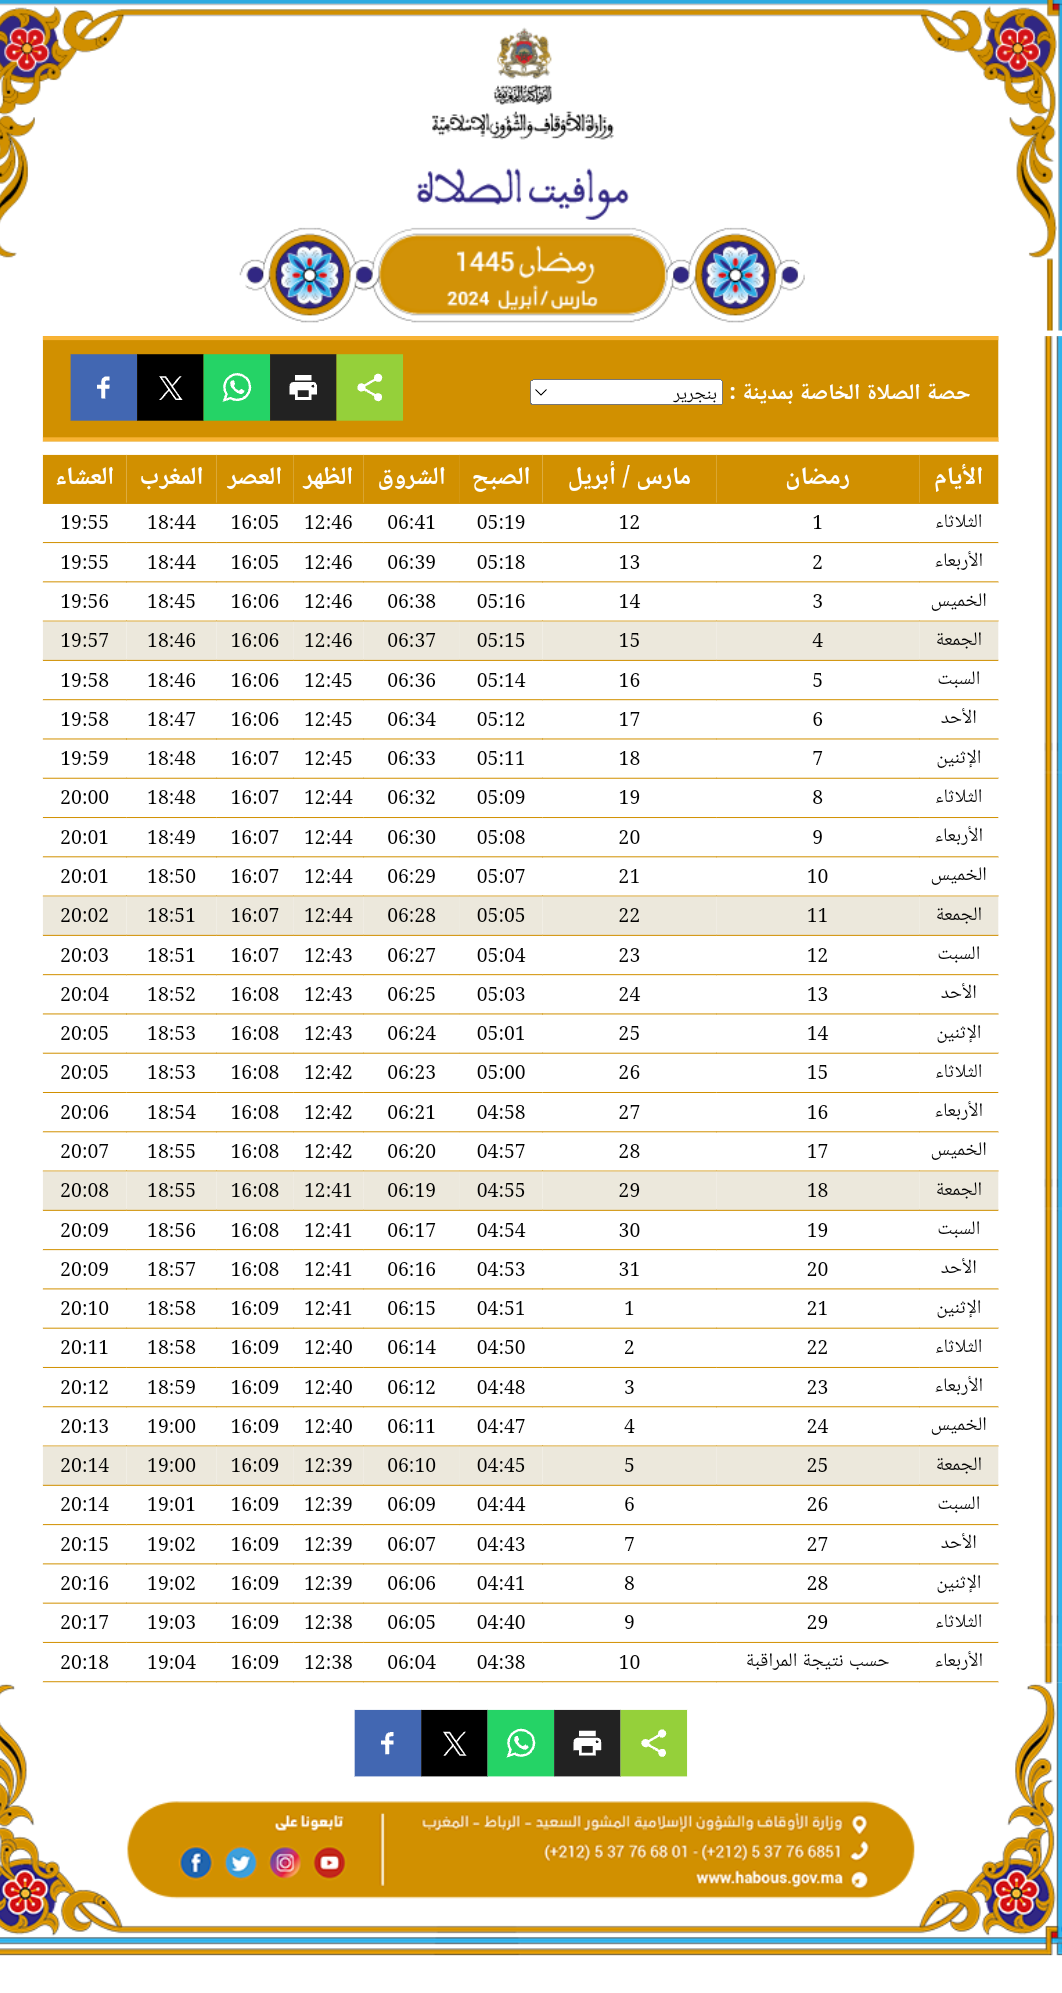 المملكة المغربية
وزارة الأوقاف والشؤون الإسلامية
مواقيت الصلاة
رمضان 1445
مارس / أبريل 2024
حصة الصلاة الخاصة بمدينة : بنجرير
الأيام رمضان مارس / أبريل الصبح الشروق الظهر العصر المغرب العشاء
الثلاثاء 1 12 05:19 06:41 12:46 16:05 18:44 19:55
الأربعاء 2 13 05:18 06:39 12:46 16:05 18:44 19:55
الخميس 3 14 05:16 06:38 12:46 16:06 18:45 19:56
الجمعة 4 15 05:15 06:37 12:46 16:06 18:46 19:57
السبت 5 16 05:14 06:36 12:45 16:06 18:46 19:58
الأحد 6 17 05:12 06:34 12:45 16:06 18:47 19:58
الإثنين 7 18 05:11 06:33 12:45 16:07 18:48 19:59
الثلاثاء 8 19 05:09 06:32 12:44 16:07 18:48 20:00
الأربعاء 9 20 05:08 06:30 12:44 16:07 18:49 20:01
الخميس 10 21 05:07 06:29 12:44 16:07 18:50 20:01
الجمعة 11 22 05:05 06:28 12:44 16:07 18:51 20:02
السبت 12 23 05:04 06:27 12:43 16:07 18:51 20:03
الأحد 13 24 05:03 06:25 12:43 16:08 18:52 20:04
الإثنين 14 25 05:01 06:24 12:43 16:08 18:53 20:05
الثلاثاء 15 26 05:00 06:23 12:42 16:08 18:53 20:05
الأربعاء 16 27 04:58 06:21 12:42 16:08 18:54 20:06
الخميس 17 28 04:57 06:20 12:42 16:08 18:55 20:07
الجمعة 18 29 04:55 06:19 12:41 16:08 18:55 20:08
السبت 19 30 04:54 06:17 12:41 16:08 18:56 20:09
الأحد 20 31 04:53 06:16 12:41 16:08 18:57 20:09
الإثنين 21 1 04:51 06:15 12:41 16:09 18:58 20:10
الثلاثاء 22 2 04:50 06:14 12:40 16:09 18:58 20:11
الأربعاء 23 3 04:48 06:12 12:40 16:09 18:59 20:12
الخميس 24 4 04:47 06:11 12:40 16:09 19:00 20:13
الجمعة 25 5 04:45 06:10 12:39 16:09 19:00 20:14
السبت 26 6 04:44 06:09 12:39 16:09 19:01 20:14
الأحد 27 7 04:43 06:07 12:39 16:09 19:02 20:15
الإثنين 28 8 04:41 06:06 12:39 16:09 19:02 20:16
الثلاثاء 29 9 04:40 06:05 12:38 16:09 19:03 20:17
الأربعاء حسب نتيجة المراقبة 10 04:38 06:04 12:38 16:09 19:04 20:18
وزارة الأوقاف والشؤون الإسلامية المشور السعيد - الرباط - المغرب
(+212) 5 37 76 68 01 - (+212) 5 37 76 6851
www.habous.gov.ma
تابعونا على